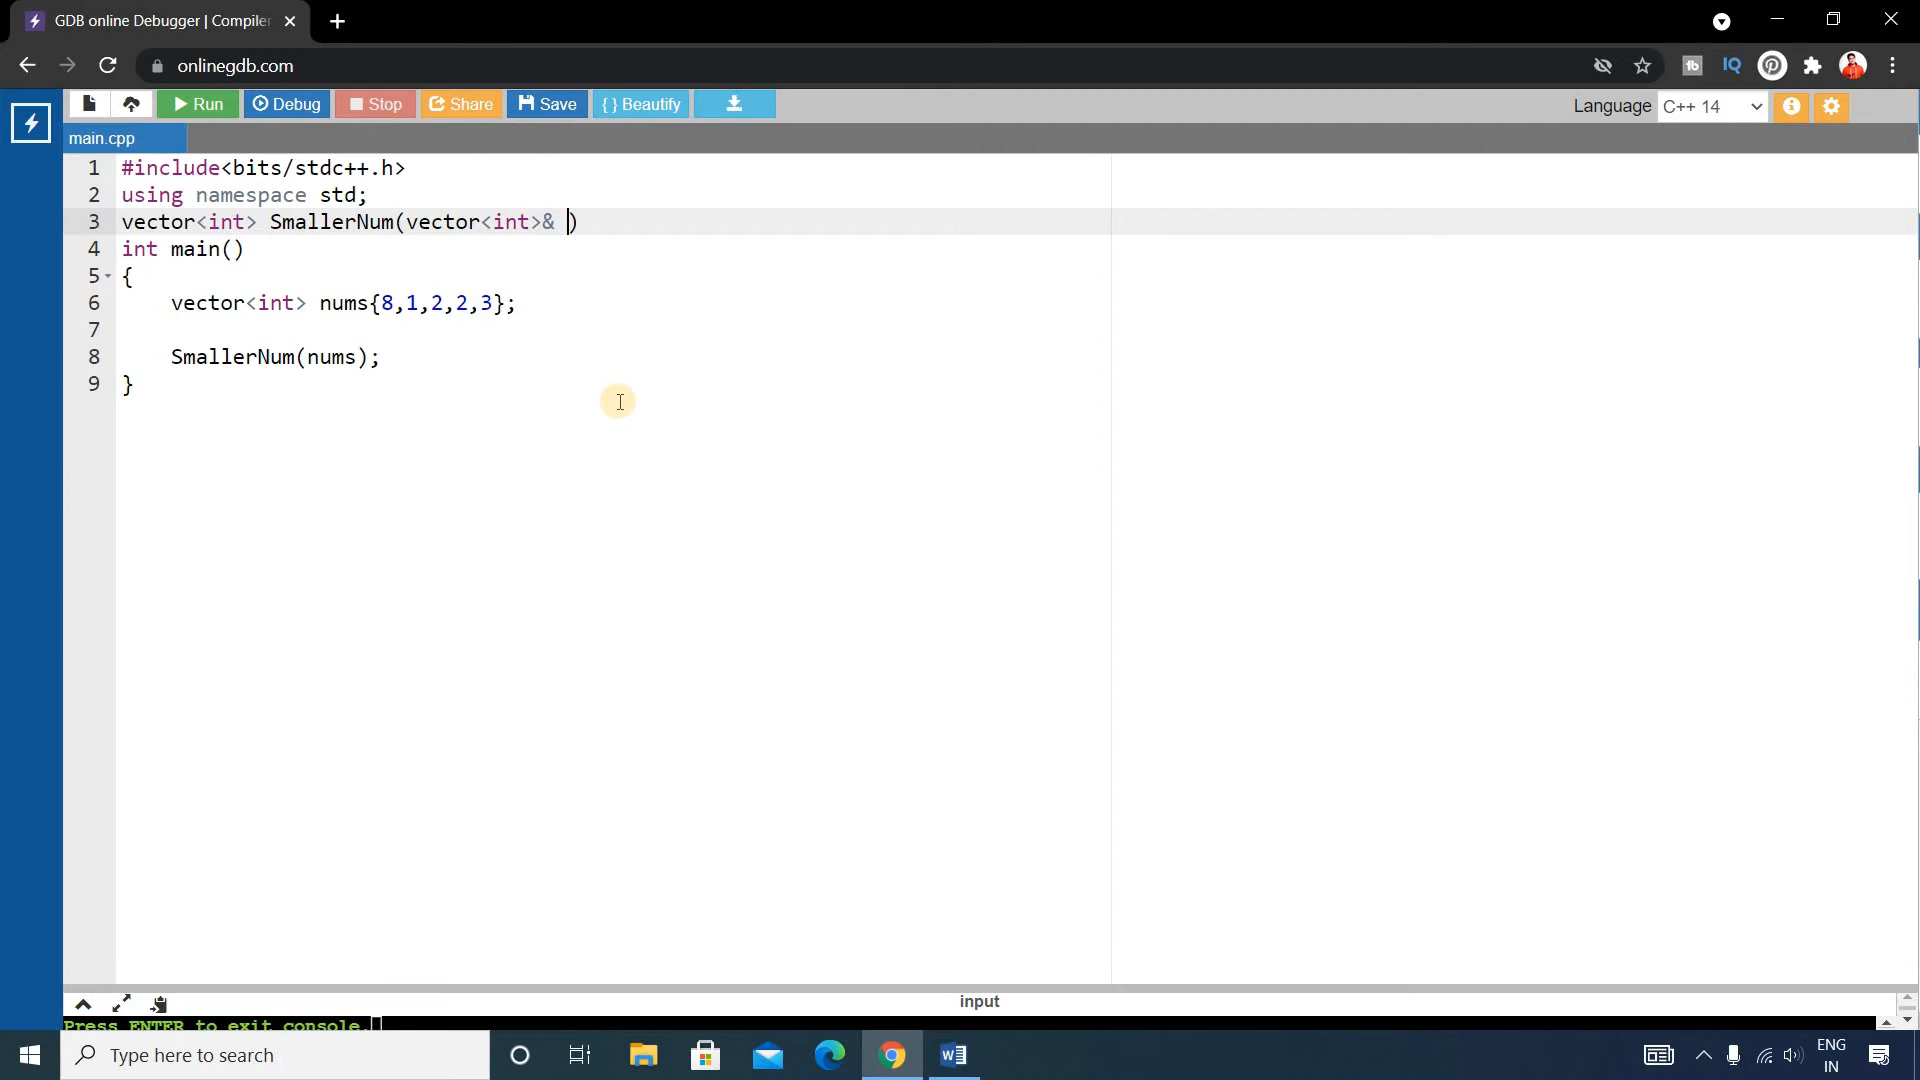 GDB online Debugger | Compiler
onlinegdb.com
Run Debug Stop Share Save { } Beautify Language C++ 14
main.cpp
1 #include<bits/stdc++.h>
2 using namespace std;
3 vector<int> SmallerNum(vector<int>& )
4 int main()
5 {
6 vector<int> nums{8,1,2,2,3};
7
8 SmallerNum(nums);
9 }
input
Press ENTER to exit console.
Type here to search
ENG
IN